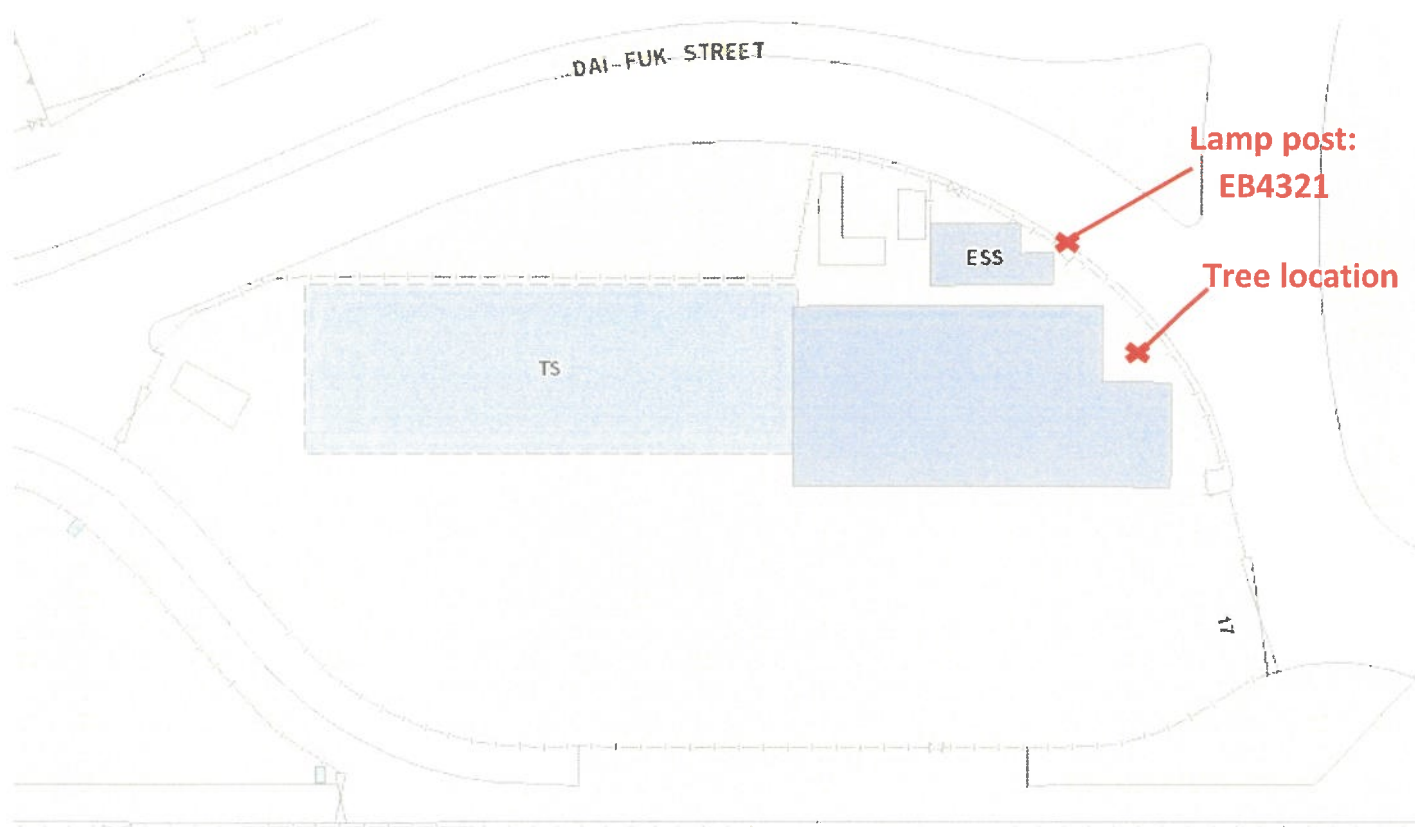 DAI FUK STREET
Lamp post:
EB4321
ESS
Tree location
TS
17